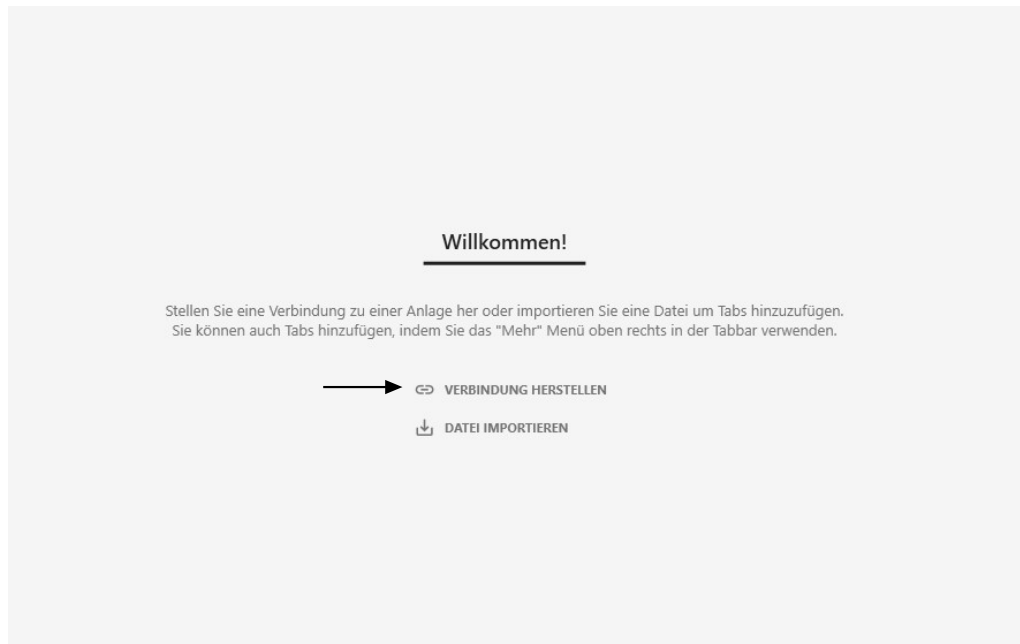 Willkommen!
Stellen Sie eine Verbindung zu einer Anlage her oder importieren Sie eine Datei um Tabs hinzuzufügen.
Sie können auch Tabs hinzufügen, indem Sie das "Mehr" Menü oben rechts in der Tabbar verwenden.
VERBINDUNG HERSTELLEN
DATEI IMPORTIEREN